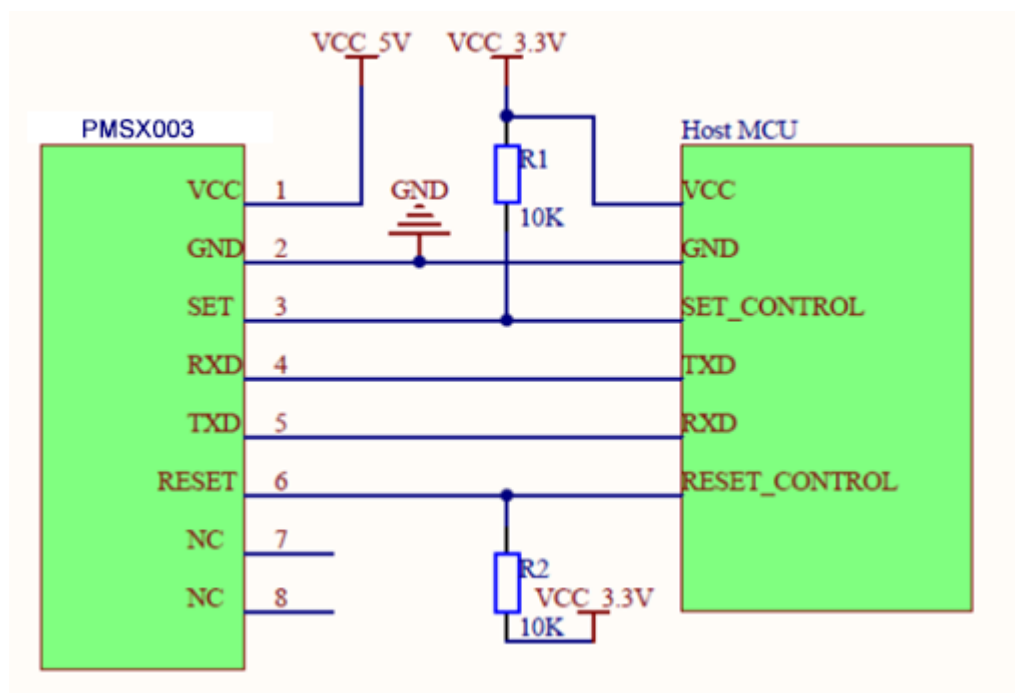 VCC_5V VCC_3.3V
PMSX003
Host MCU
R1
VCC 1
GND
VCC
10K
GND 2
GND
SET 3
SET_CONTROL
RXD 4
TXD
TXD 5
RXD
RESET 6
RESET_CONTROL
NC 7
R2
NC 8
VCC_3.3V
10K